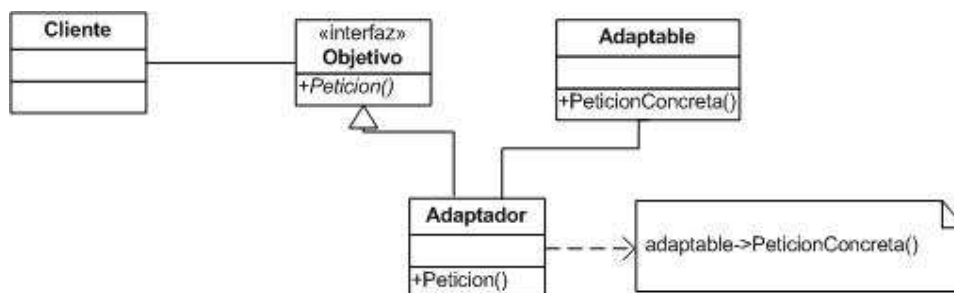 Cliente
«interfaz»
Objetivo
+Peticion()
Adaptable
+PeticionConcreta()
Adaptador
+Peticion()
adaptable->PeticionConcreta()